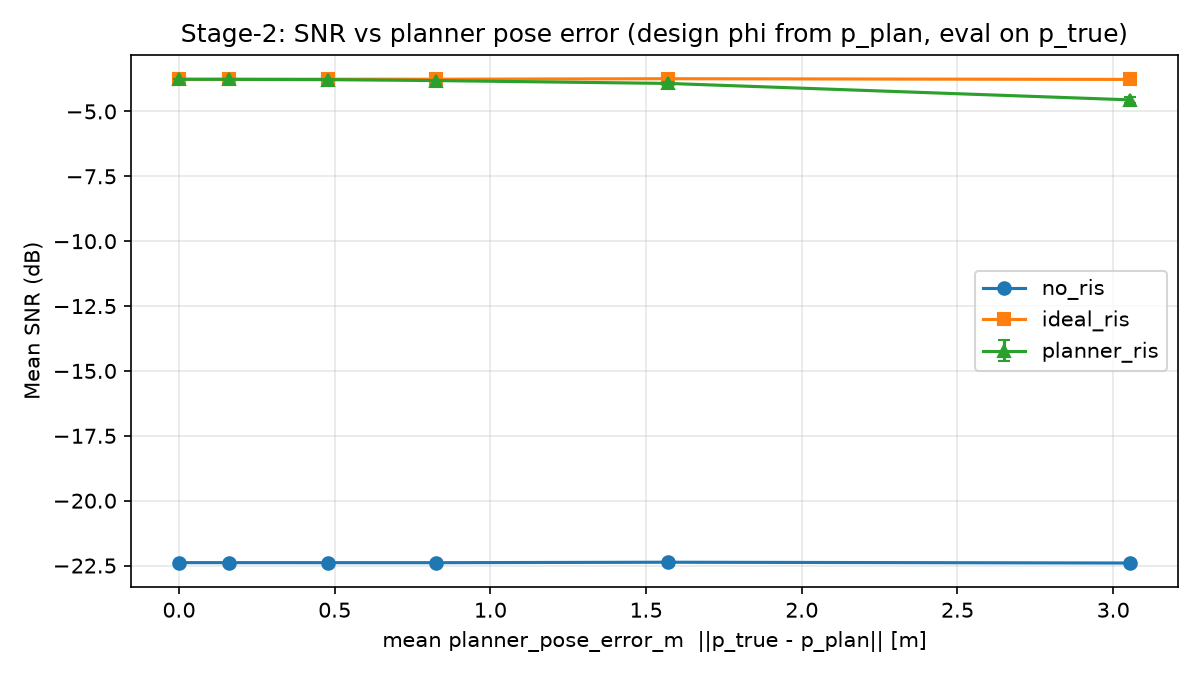 Stage-2: SNR vs planner pose error (design phi from p_plan, eval on p_true)
Mean SNR (dB)
−5.0
−7.5
−10.0
−12.5
−15.0
−17.5
−20.0
−22.5
no_ris
ideal_ris
planner_ris
0.0 0.5 1.0 1.5 2.0 2.5 3.0
mean planner_pose_error_m ||p_true - p_plan|| [m]